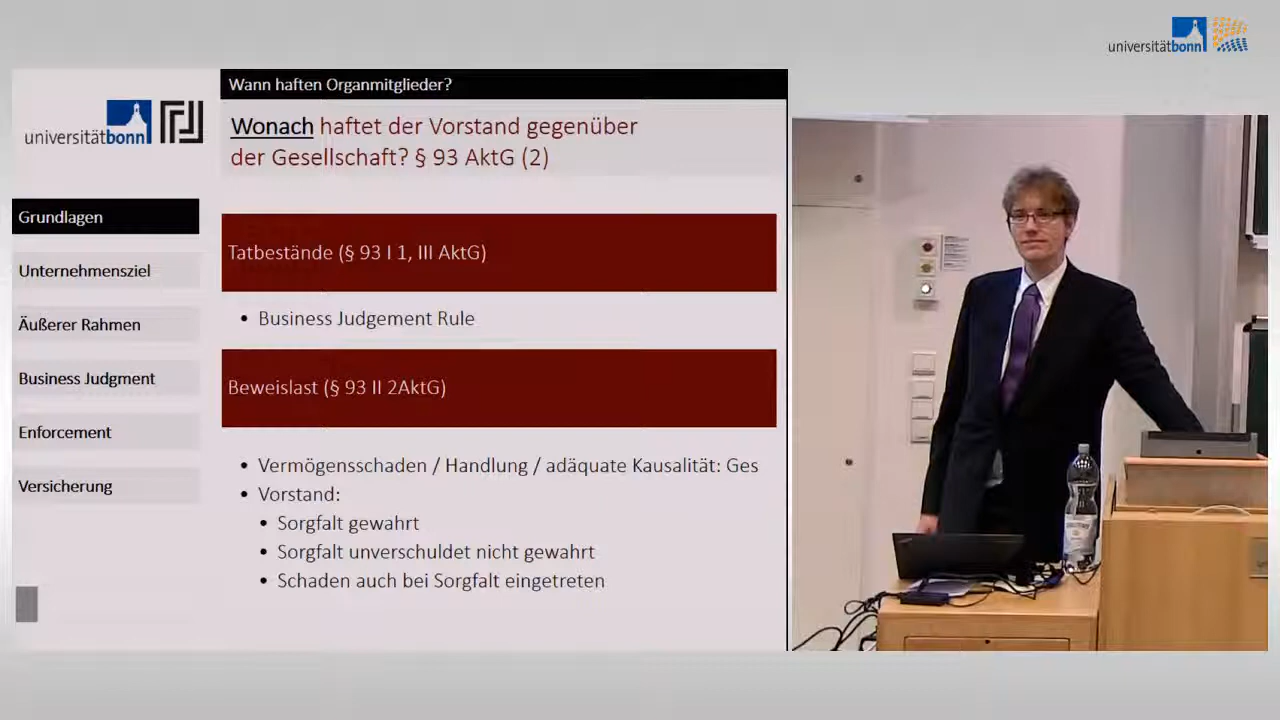 universitätbonn
Wann haften Organmitglieder?
universitätbonn
Wonach haftet der Vorstand gegenüber
der Gesellschaft? § 93 AktG (2)
Grundlagen
Unternehmensziel
Äußerer Rahmen
Business Judgment
Enforcement
Versicherung
Tatbestände (§ 93 I 1, III AktG)
• Business Judgement Rule
Beweislast (§ 93 II 2AktG)
• Vermögensschaden / Handlung / adäquate Kausalität: Ges
• Vorstand:
• Sorgfalt gewahrt
• Sorgfalt unverschuldet nicht gewahrt
• Schaden auch bei Sorgfalt eingetreten